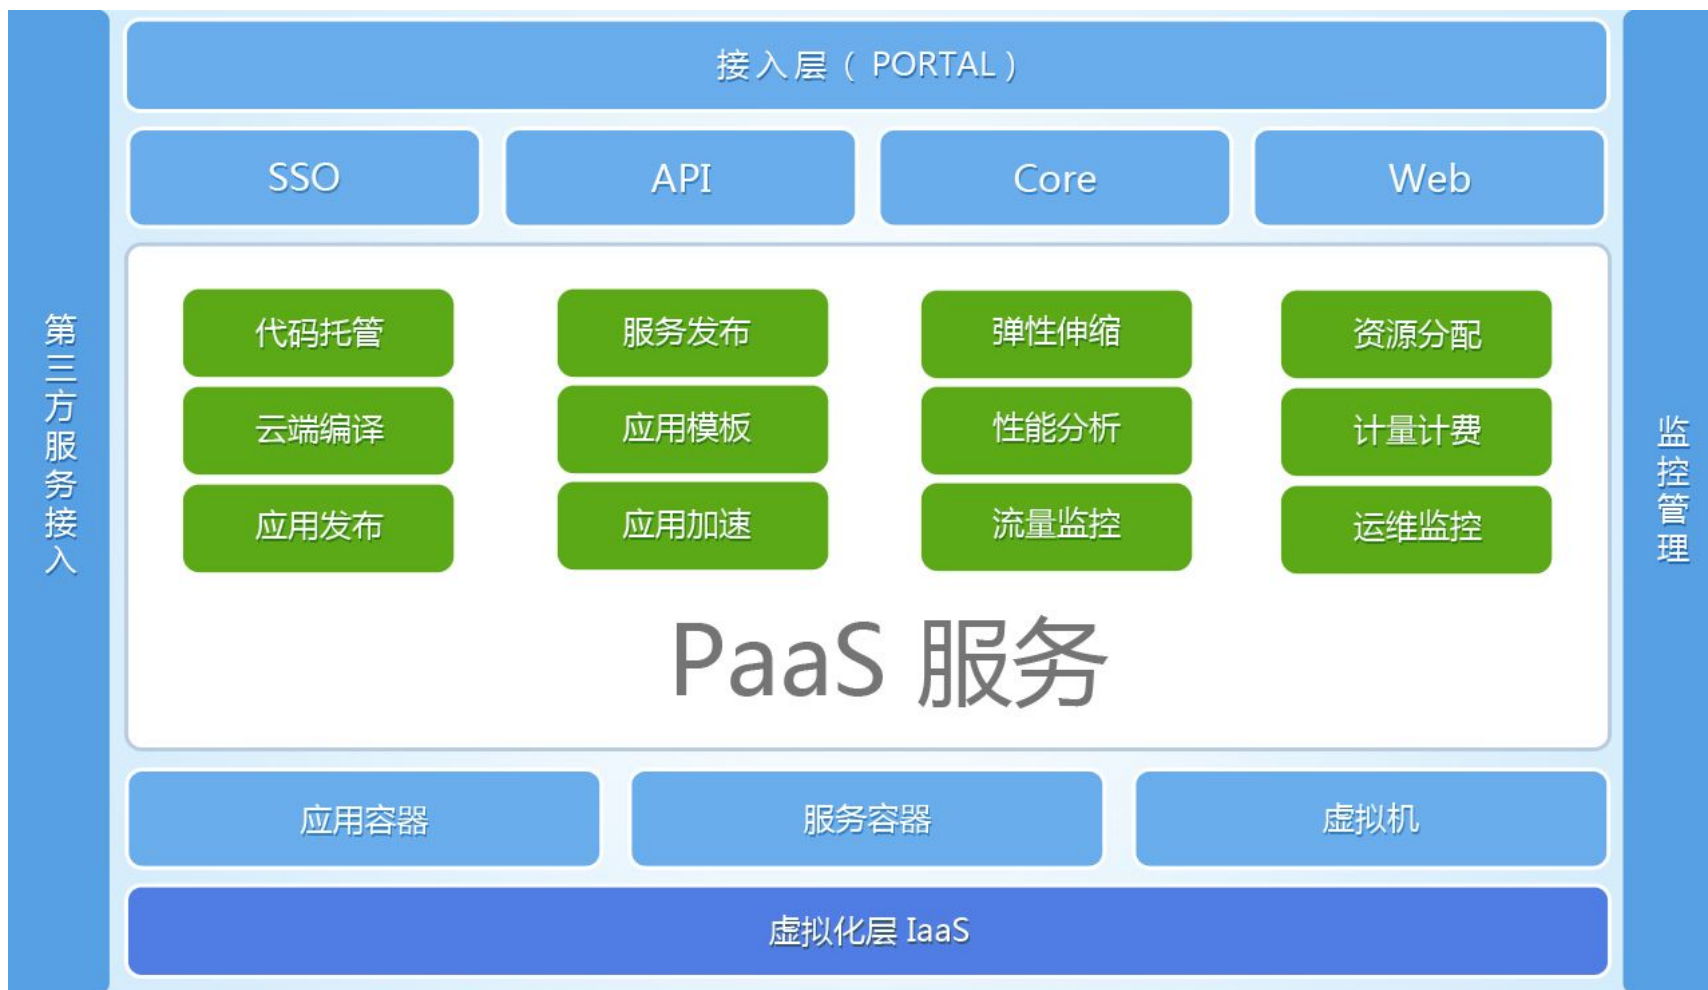 接入层（ PORTAL ）
SSO
API
Core
Web
第三方服务接入
代码托管
服务发布
弹性伸缩
资源分配
云端编译
应用模板
性能分析
计量计费
应用发布
应用加速
流量监控
运维监控
PaaS 服务
监控管理
应用容器
服务容器
虚拟机
虚拟化层 IaaS